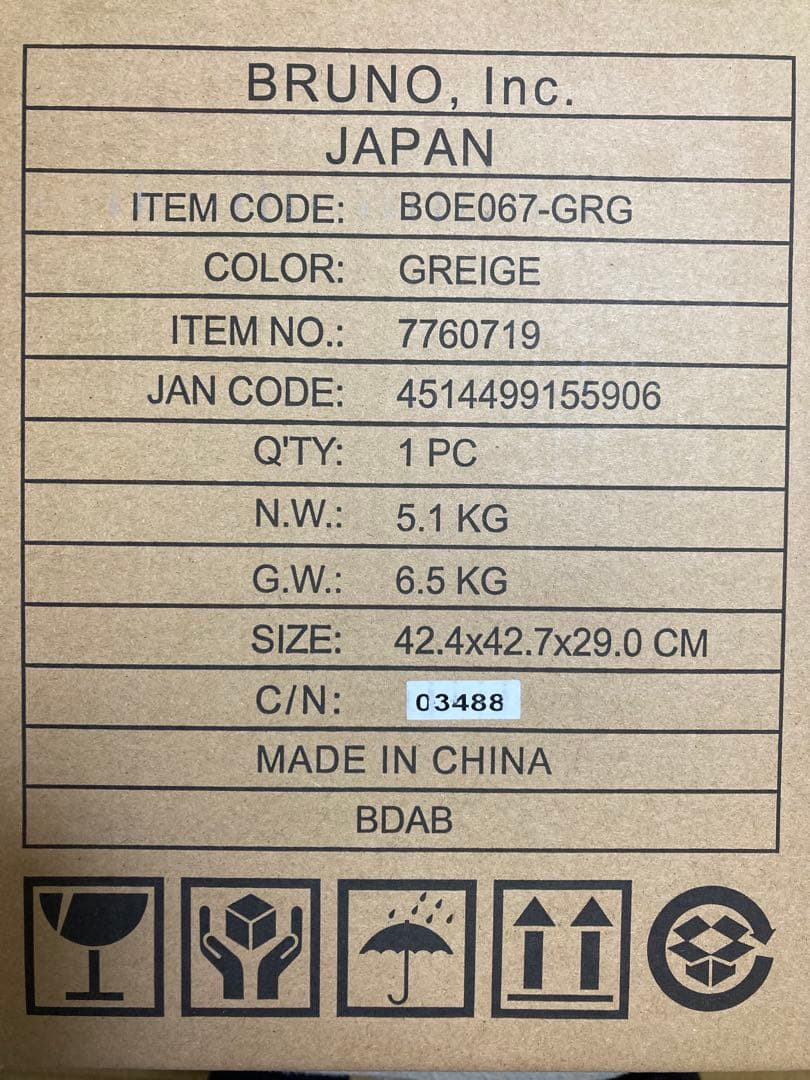 BRUNO, Inc.
JAPAN
ITEM CODE: BOE067-GRG
COLOR: GREIGE
ITEM NO.: 7760719
JAN CODE: 4514499155906
Q'TY: 1 PC
N.W.: 5.1 KG
G.W.: 6.5 KG
SIZE: 42.4x42.7x29.0 CM
C/N: 03488
MADE IN CHINA
BDAB